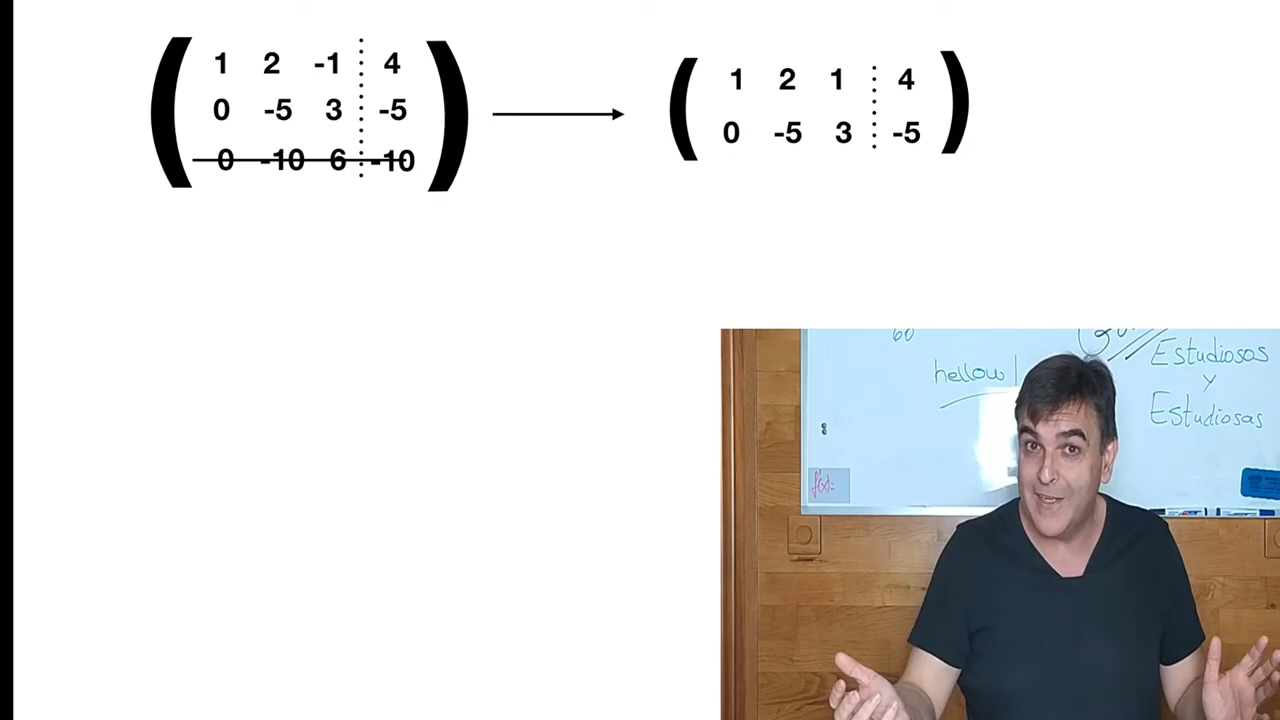 1 2 -1 4
0 -5 3 -5
0 -10 6 -10
1 2 1 4
0 -5 3 -5
60
hellow!
Estudiosos
y
Estudiosas
f'(x)=